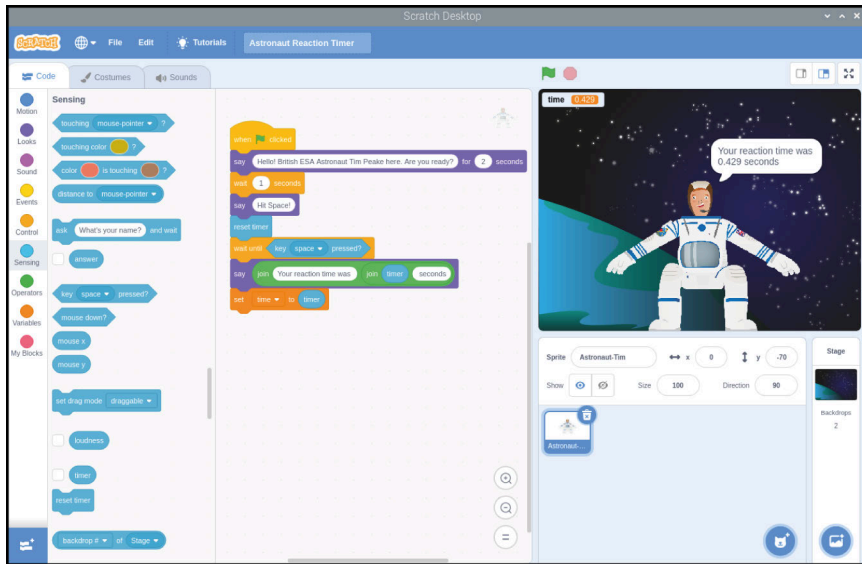 Scratch Desktop
SCRATCH File Edit Tutorials Astronaut Reaction Timer
Code Costumes Sounds
Motion
Looks
Sound
Events
Control
Sensing
Operators
Variables
My Blocks
Sensing
touching mouse-pointer ?
touching color ?
color is touching ?
distance to mouse-pointer
ask What's your name? and wait
answer
key space pressed?
mouse down?
mouse x
mouse y
set drag mode draggable
loudness
timer
reset timer
backdrop # of Stage
when clicked
say Hello! British ESA Astronaut Tim Peake here. Are you ready? for 2 seconds
wait 1 seconds
say Hit Space!
reset timer
wait until key space pressed?
say join Your reaction time was join timer seconds
set time to timer
time 0.429
Your reaction time was
0.429 seconds
Sprite Astronaut-Tim x 0 y -70
Show Size 100 Direction 90
Astronaut-...
Stage
Backdrops
2